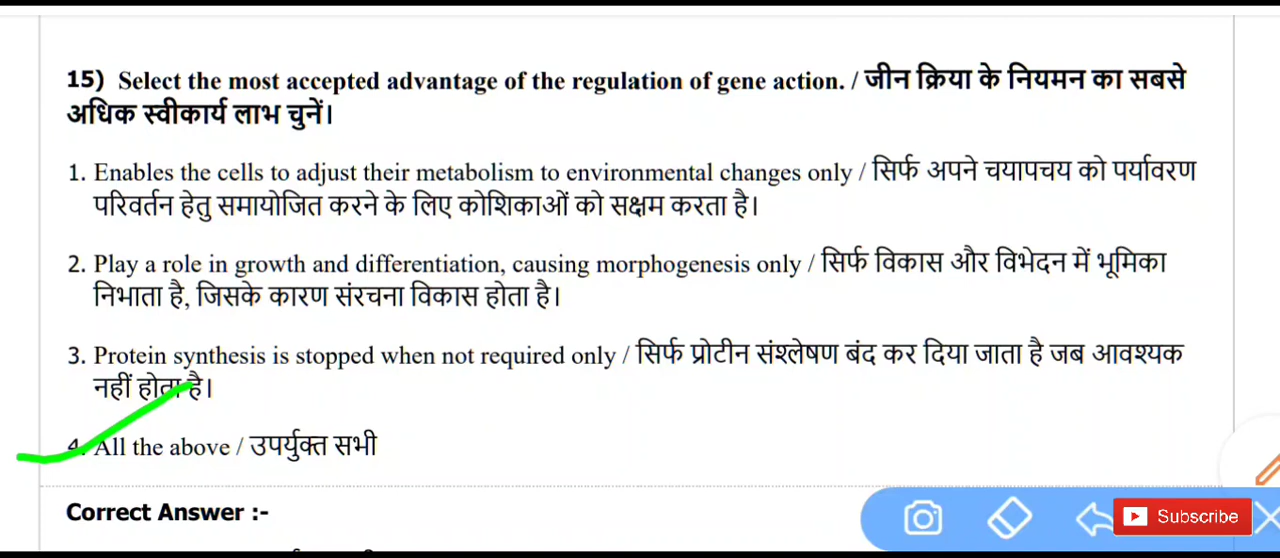 15) Select the most accepted advantage of the regulation of gene action. / जीन क्रिया के नियमन का सबसे
अधिक स्वीकार्य लाभ चुनें।
1. Enables the cells to adjust their metabolism to environmental changes only / सिर्फ अपने चयापचय को पर्यावरण
परिवर्तन हेतु समायोजित करने के लिए कोशिकाओं को सक्षम करता है।
2. Play a role in growth and differentiation, causing morphogenesis only / सिर्फ विकास और विभेदन में भूमिका
निभाता है, जिसके कारण संरचना विकास होता है।
3. Protein synthesis is stopped when not required only / सिर्फ प्रोटीन संश्लेषण बंद कर दिया जाता है जब आवश्यक
नहीं होता है।
4. All the above / उपर्युक्त सभी
Correct Answer :-
Subscribe